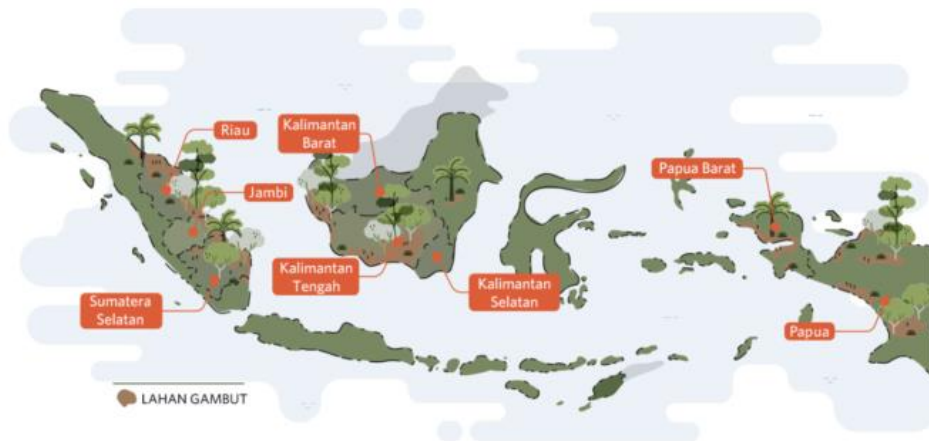 Riau
Kalimantan
Barat
Papua Barat
Jambi
Kalimantan
Tengah
Kalimantan
Selatan
Sumatera
Selatan
Papua
LAHAN GAMBUT